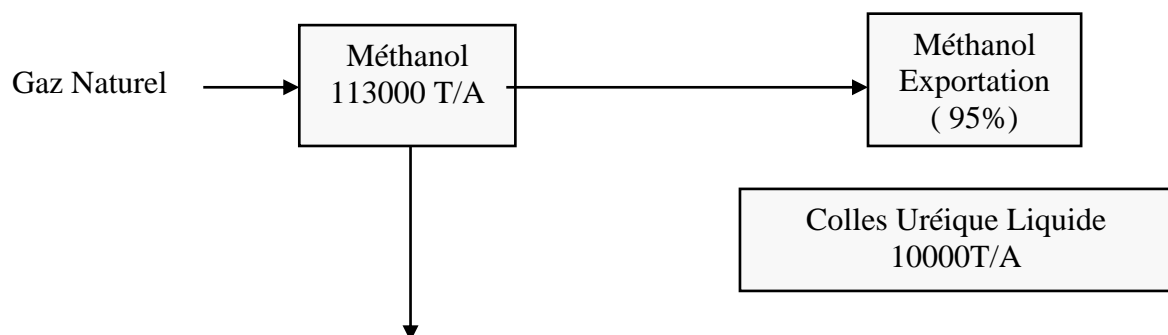 Gaz Naturel
Méthanol
113000 T/A
Méthanol
Exportation
( 95%)
Colles Uréique Liquide
10000T/A